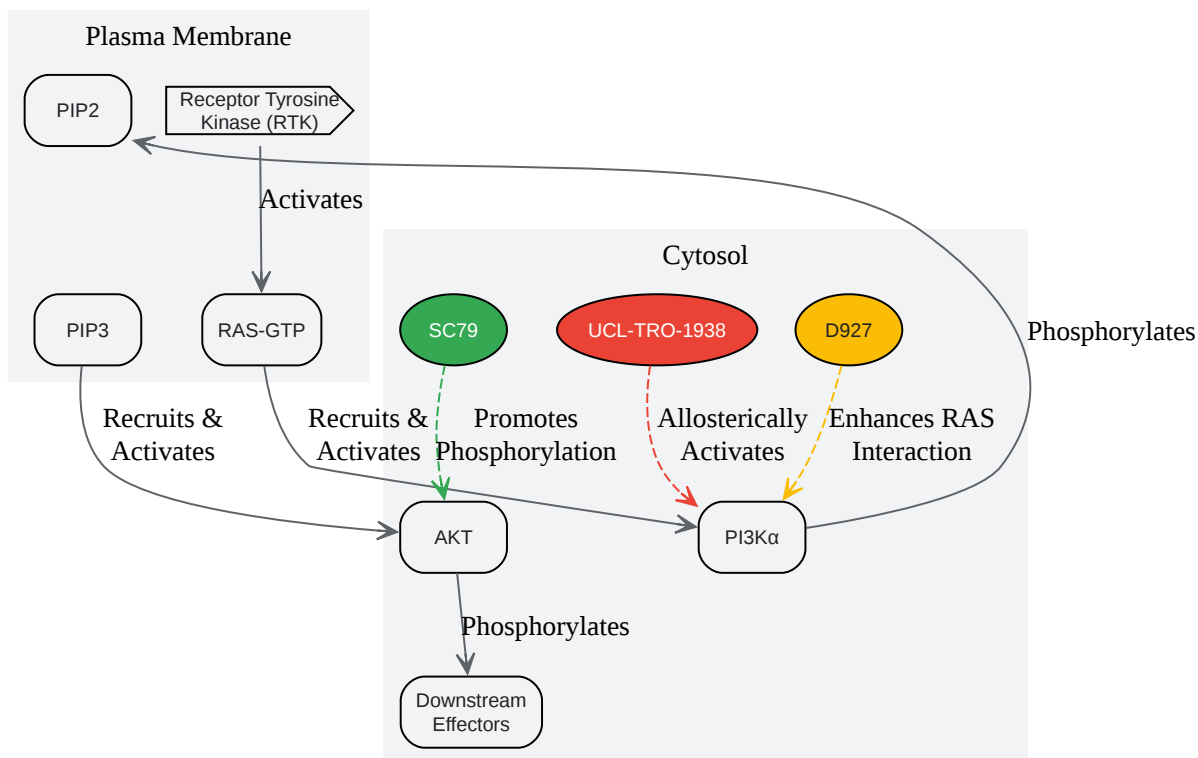 Plasma Membrane
PIP2
Receptor Tyrosine
Kinase (RTK)
Activates
Cytosol
PIP3
RAS-GTP
SC79
UCL-TRO-1938
D927
Phosphorylates
Recruits &
Activates
Recruits &
Activates
Promotes
Phosphorylation
Allosterically
Activates
Enhances RAS
Interaction
AKT
PI3Kα
Phosphorylates
Downstream
Effectors